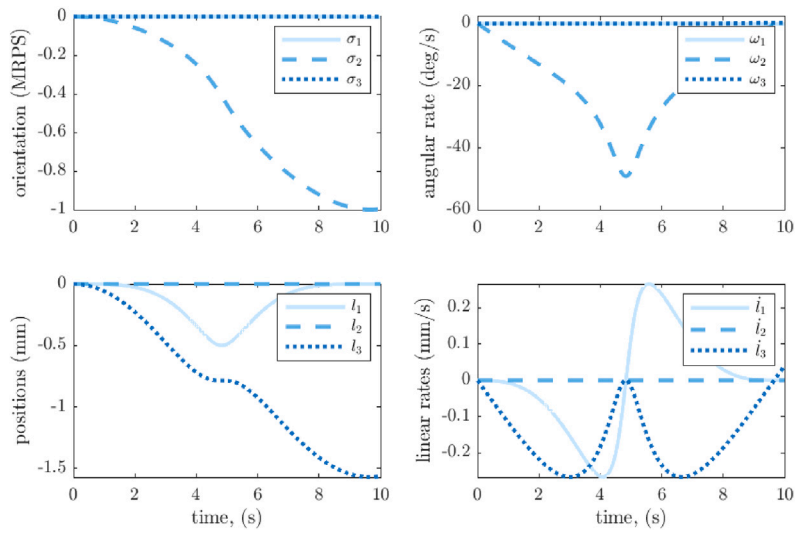 orientation (MRPS)
0
-0.2
-0.4
-0.6
-0.8
-1
0 2 4 6 8 10
σ₁
σ₂
σ₃
angular rate (deg/s)
0
-20
-40
-60
0 2 4 6 8 10
ω₁
ω₂
ω₃
positions (mm)
0
-0.5
-1
-1.5
0 2 4 6 8 10
time, (s)
l₁
l₂
l₃
linear rates (mm/s)
0.2
0.1
0
-0.1
-0.2
0 2 4 6 8 10
time, (s)
l̇₁
l̇₂
l̇₃